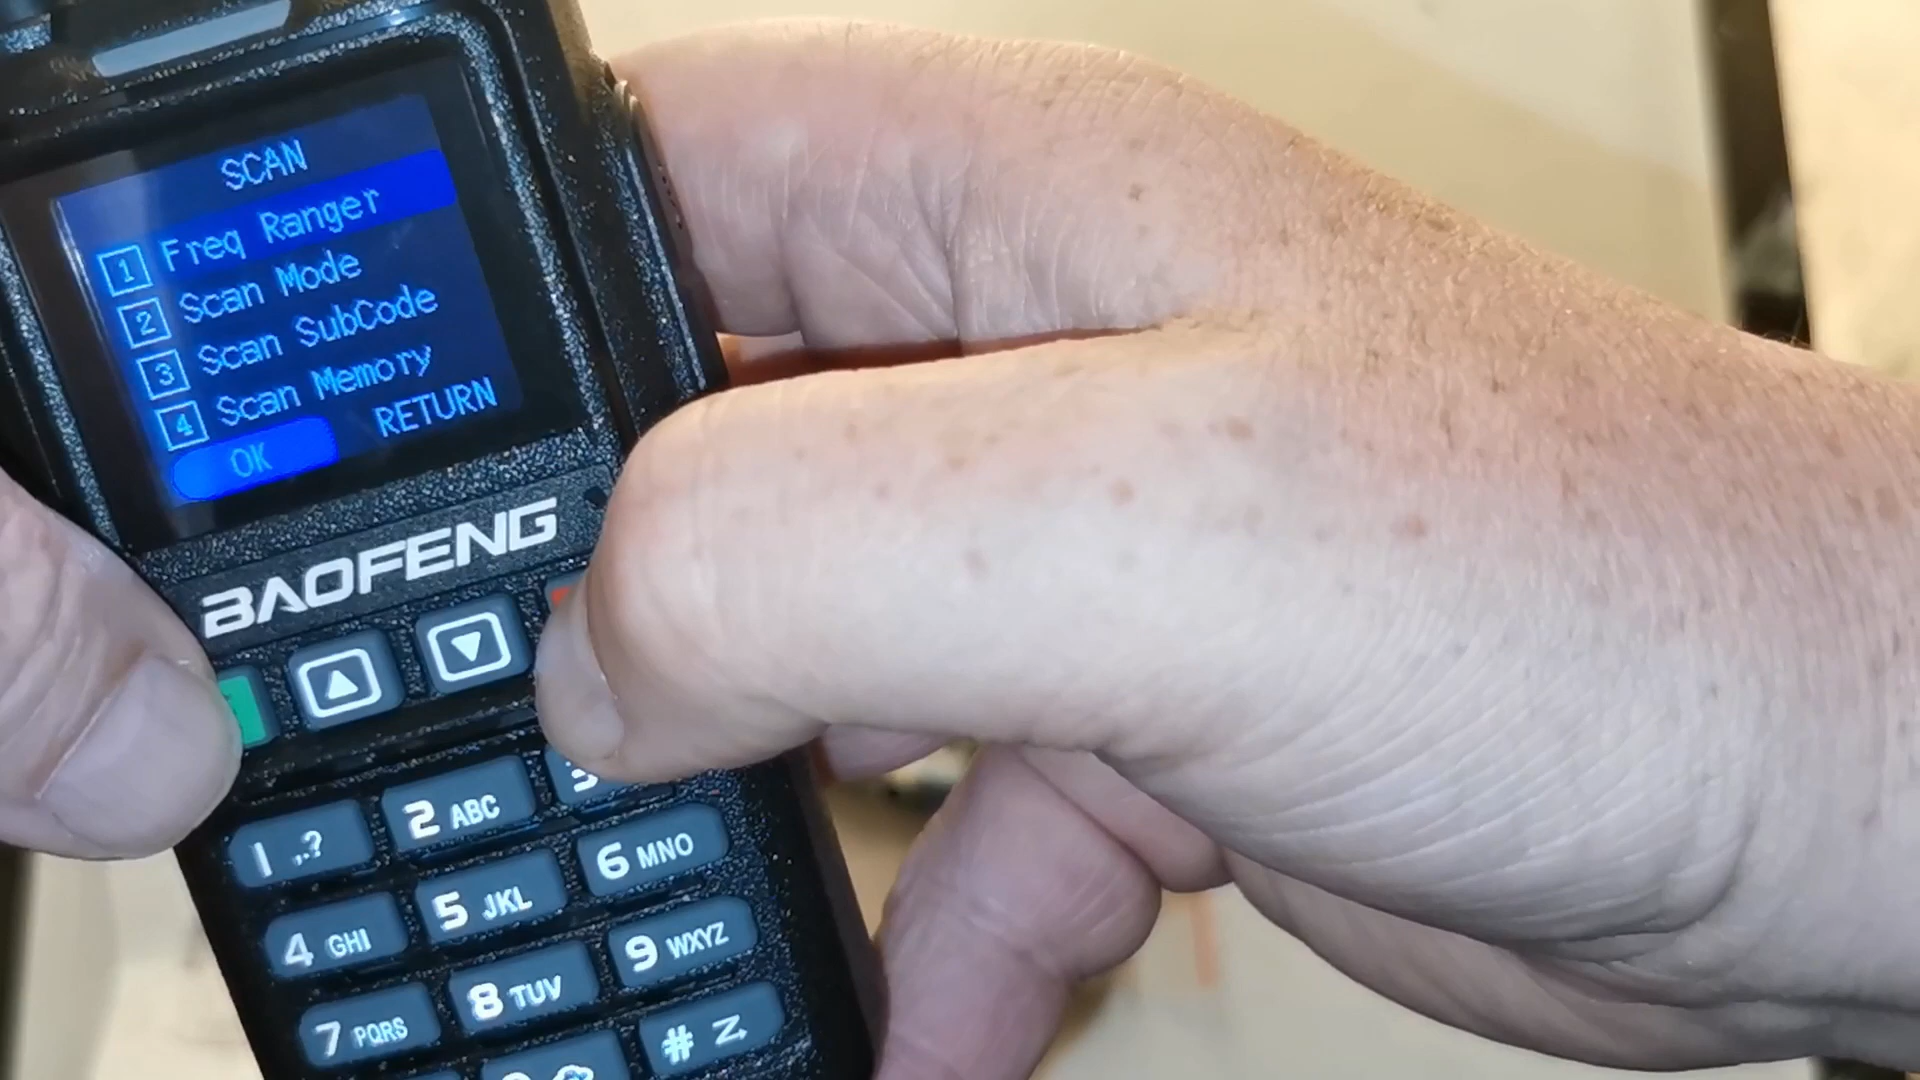 SCAN
1 Freq Ranger
2 Scan Mode
3 Scan SubCode
4 Scan Memory
OK RETURN
BAOFENG
1 ,.? 2 ABC 3
4 GHI 5 JKL 6 MNO
7 PQRS 8 TUV 9 WXYZ
#